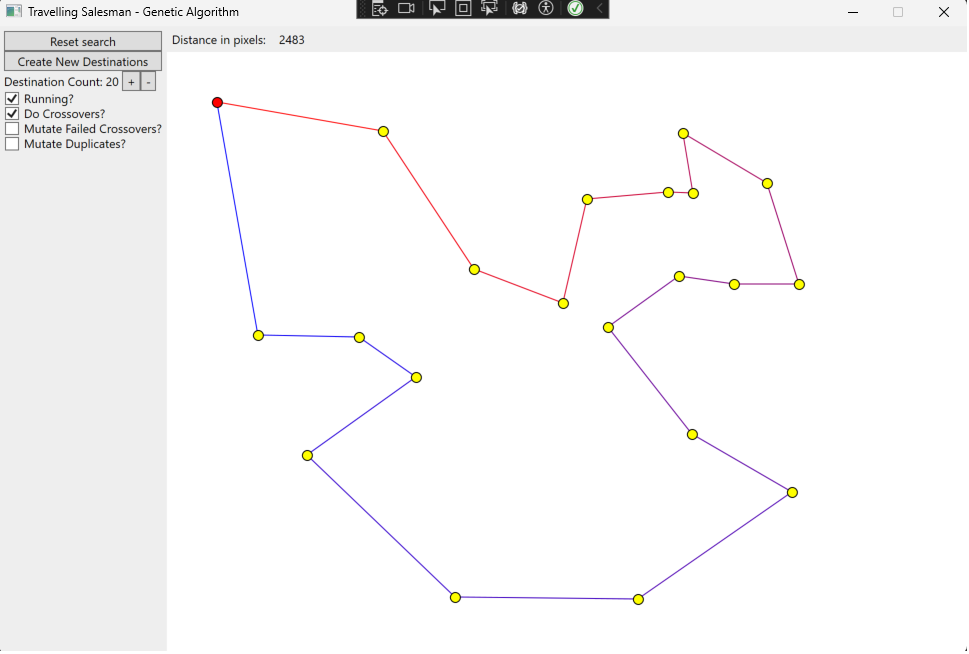 Travelling Salesman - Genetic Algorithm
Reset search
Distance in pixels: 2483
Create New Destinations
Destination Count: 20 + -
Running?
Do Crossovers?
Mutate Failed Crossovers?
Mutate Duplicates?